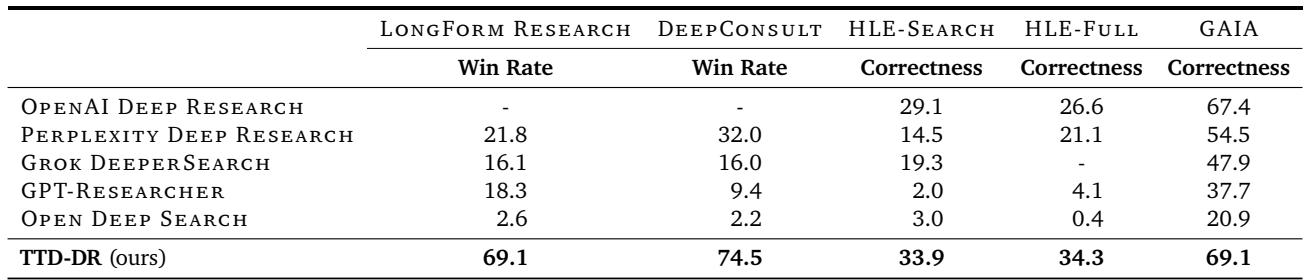 LONGFORM RESEARCH DEEPCONSULT HLE-SEARCH HLE-FULL GAIA
Win Rate Win Rate Correctness Correctness Correctness
OPENAI DEEP RESEARCH - - 29.1 26.6 67.4
PERPLEXITY DEEP RESEARCH 21.8 32.0 14.5 21.1 54.5
GROK DEEPERSEARCH 16.1 16.0 19.3 - 47.9
GPT-RESEARCHER 18.3 9.4 2.0 4.1 37.7
OPEN DEEP SEARCH 2.6 2.2 3.0 0.4 20.9
TTD-DR (ours) 69.1 74.5 33.9 34.3 69.1